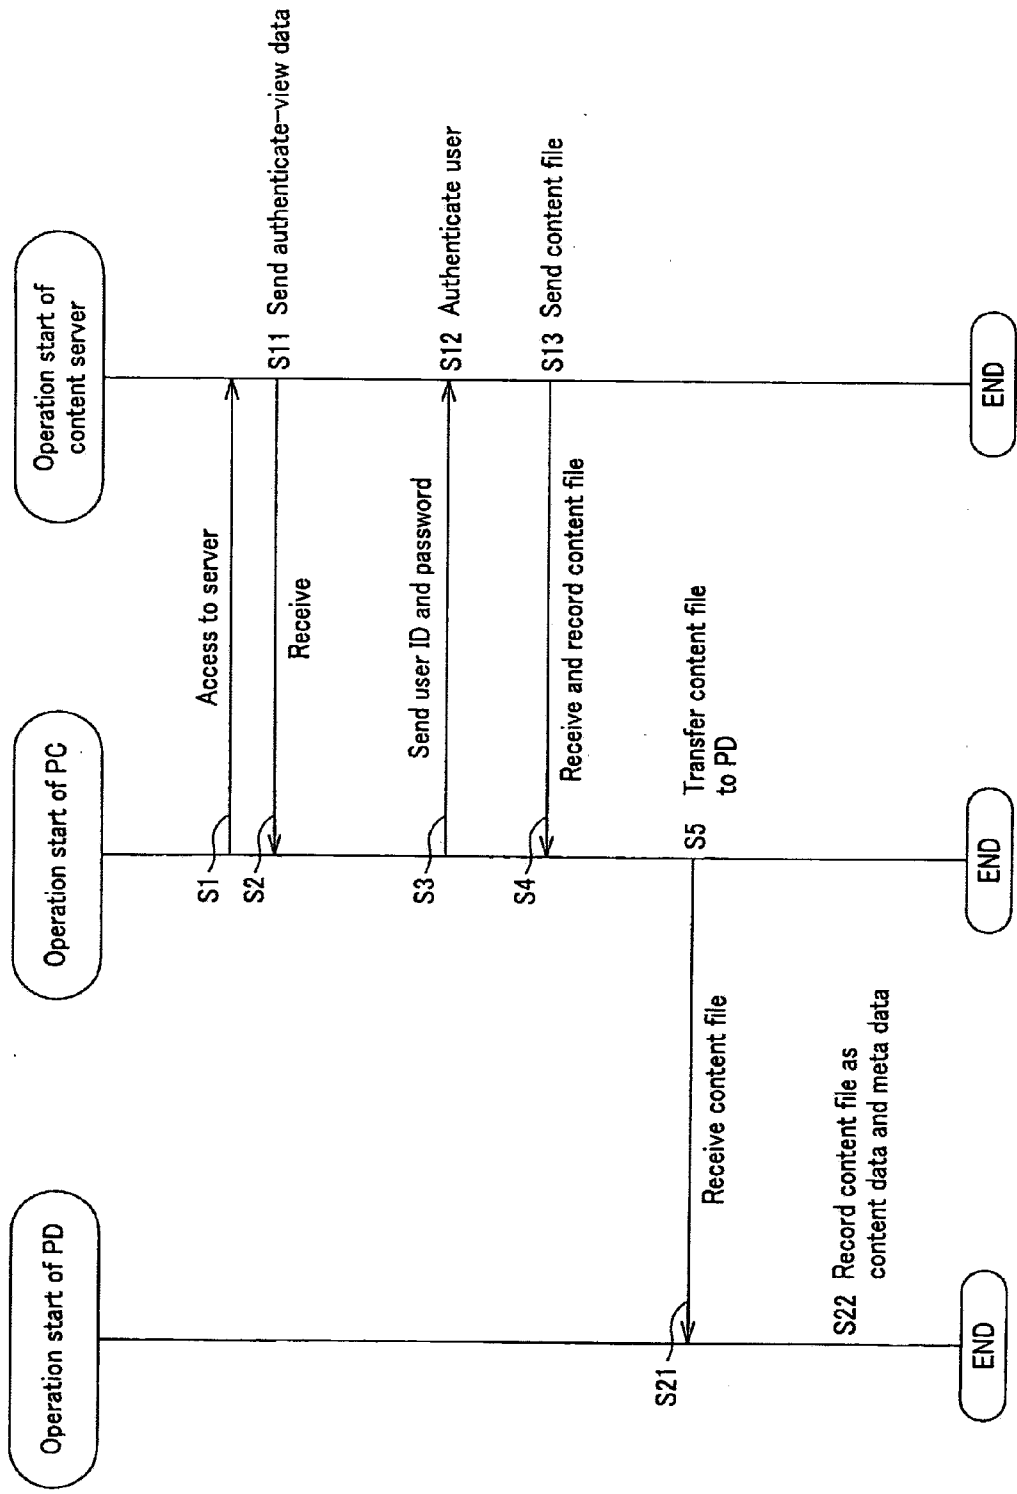 Operation start of PD
Operation start of PC
Operation start of
content server
S1
Access to server
S2
Receive
S11 Send authenticate-view data
S3
Send user ID and password
S12 Authenticate user
S4
Receive and record content file
S13 Send content file
S5 Transfer content file
to PD
S21
Receive content file
S22 Record content file as
content data and meta data
END
END
END